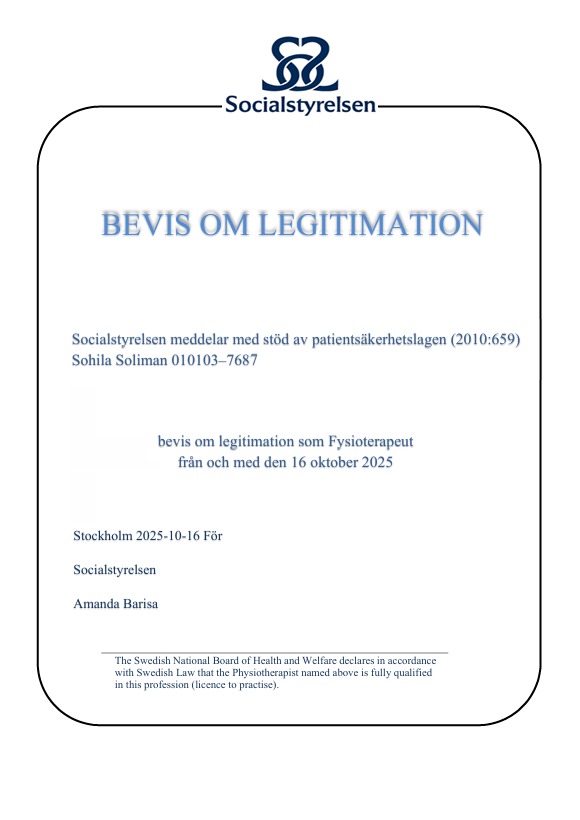 Socialstyrelsen
BEVIS OM LEGITIMATION
Socialstyrelsen meddelar med stöd av patientsäkerhetslagen (2010:659)
Sohila Soliman 010103–7687
bevis om legitimation som Fysioterapeut
från och med den 16 oktober 2025
Stockholm 2025-10-16 För
Socialstyrelsen
Amanda Barisa
The Swedish National Board of Health and Welfare declares in accordance
with Swedish Law that the Physiotherapist named above is fully qualified
in this profession (licence to practise).